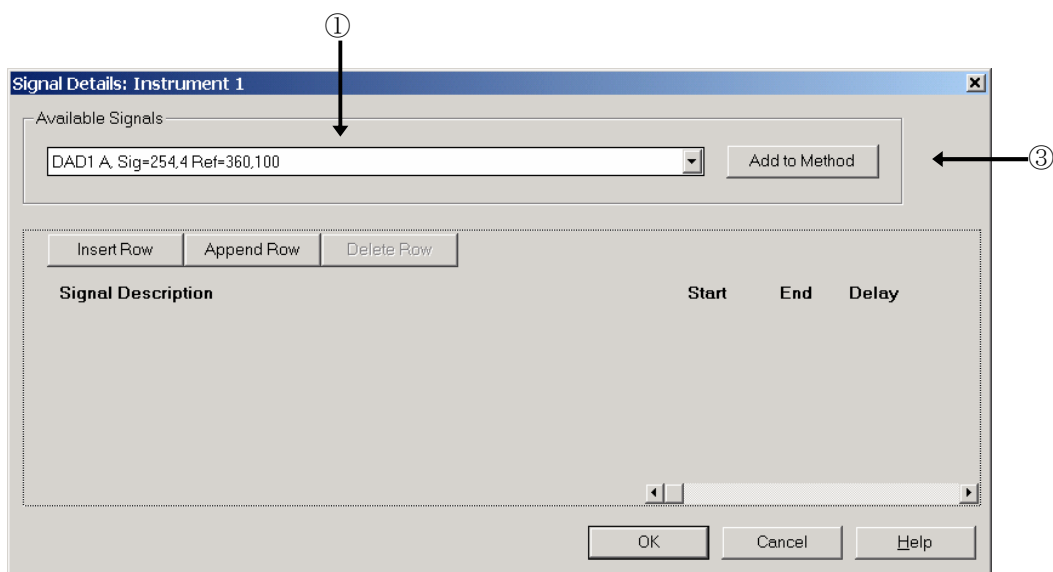 ①
Signal Details: Instrument 1
Available Signals
DAD1 A, Sig=254,4 Ref=360,100
Add to Method
③
Insert Row Append Row Delete Row
Signal Description Start End Delay
OK Cancel Help